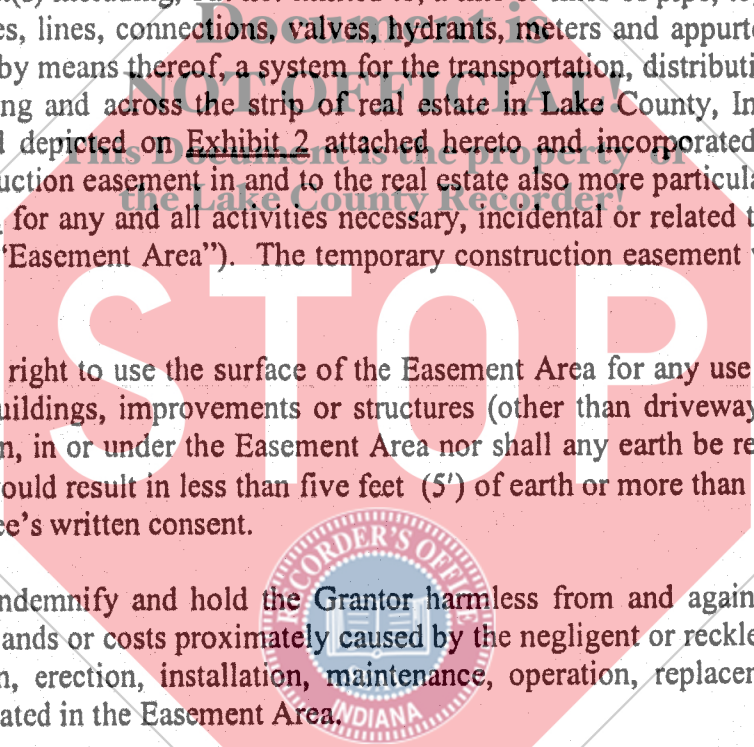 es, lines, connections, valves, hydrants, meters and appurt
Document is
by means thereof, a system for the transportation, distributi
NOT OFFICIAL!
ng and across the strip of real estate in Lake County, In
depicted on Exhibit 2 attached hereto and incorporated
This Document is the property of
uction easement in and to the real estate also more particula
the Lake County Recorder!
for any and all activities necessary, incidental or related t
"Easement Area"). The temporary construction easement
STOP
right to use the surface of the Easement Area for any use
uildings, improvements or structures (other than driveway
n, in or under the Easement Area nor shall any earth be re
ould result in less than five feet (5') of earth or more than
ee's written consent.
RECORDER'S OFFICE
ndemnify and hold the Grantor harmless from and again
ands or costs proximately caused by the negligent or reckle
n, erection, installation, maintenance, operation, replacen
ated in the Easement Area.
INDIANA